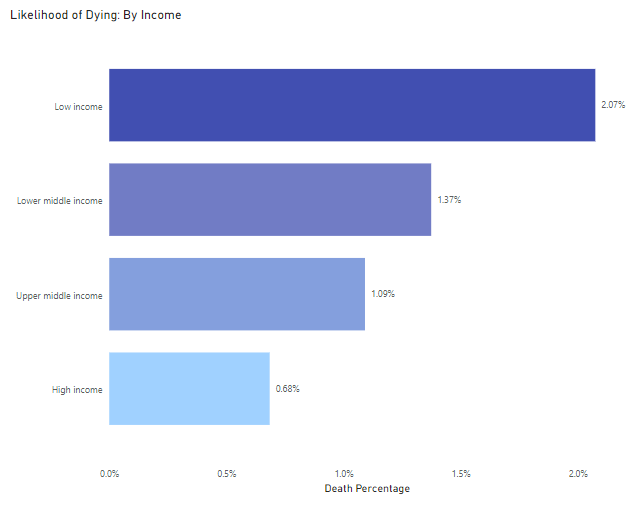 Likelihood of Dying: By Income
Low income
2.07%
Lower middle income
1.37%
Upper middle income
1.09%
High income
0.68%
0.0%
0.5%
1.0%
1.5%
2.0%
Death Percentage